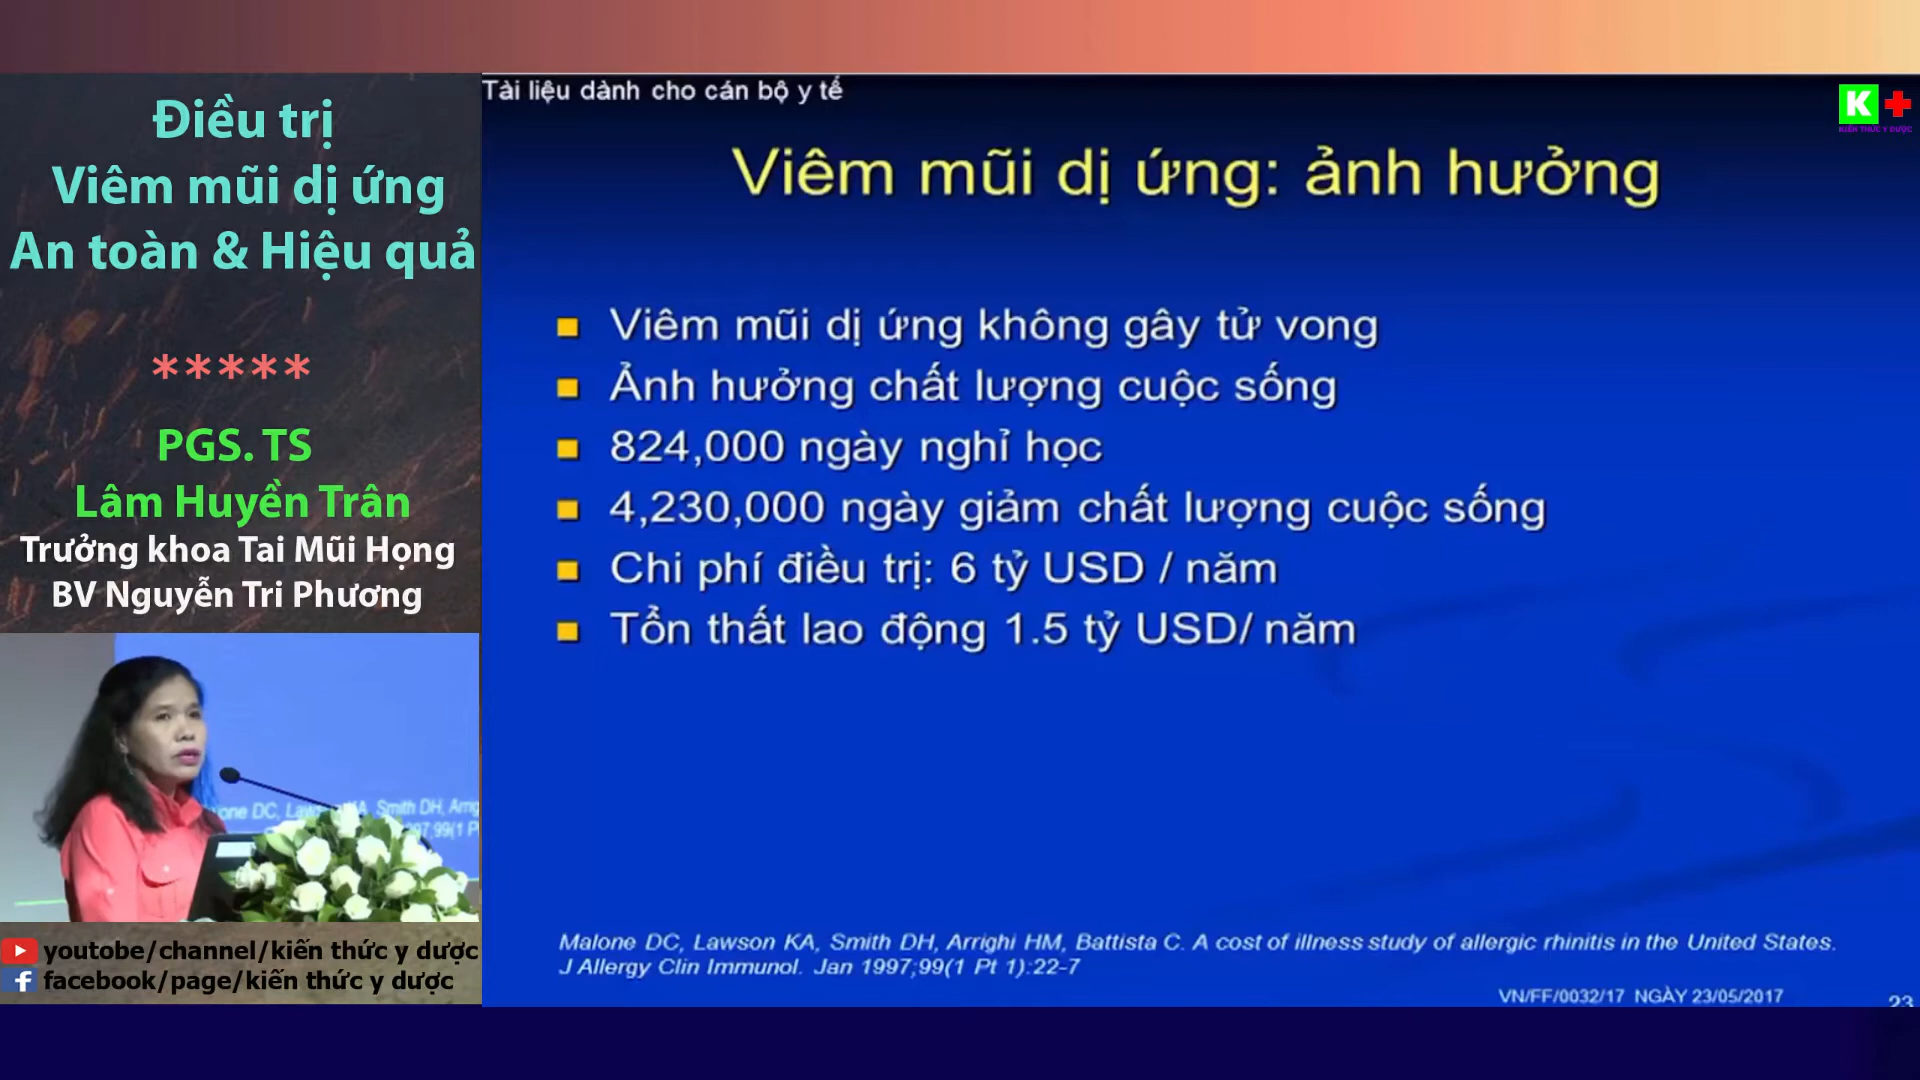 Điều trị
Viêm mũi dị ứng
An toàn & Hiệu quả
*****
PGS. TS
Lâm Huyền Trân
Trưởng khoa Tai Mũi Họng
BV Nguyễn Tri Phương
youtobe/channel/kiến thức y dược
facebook/page/kiến thức y dược
Tài liệu dành cho cán bộ y tế
K
KIẾN THỨC Y DƯỢC
Viêm mũi dị ứng: ảnh hưởng
Viêm mũi dị ứng không gây tử vong
Ảnh hưởng chất lượng cuộc sống
824,000 ngày nghỉ học
4,230,000 ngày giảm chất lượng cuộc sống
Chi phí điều trị: 6 tỷ USD / năm
Tổn thất lao động 1.5 tỷ USD/ năm
Malone DC, Lawson KA, Smith DH, Arrighi HM, Battista C. A cost of illness study of allergic rhinitis in the United States.
J Allergy Clin Immunol. Jan 1997;99(1 Pt 1):22-7
VN/FF/0032/17 NGÀY 23/05/2017
23